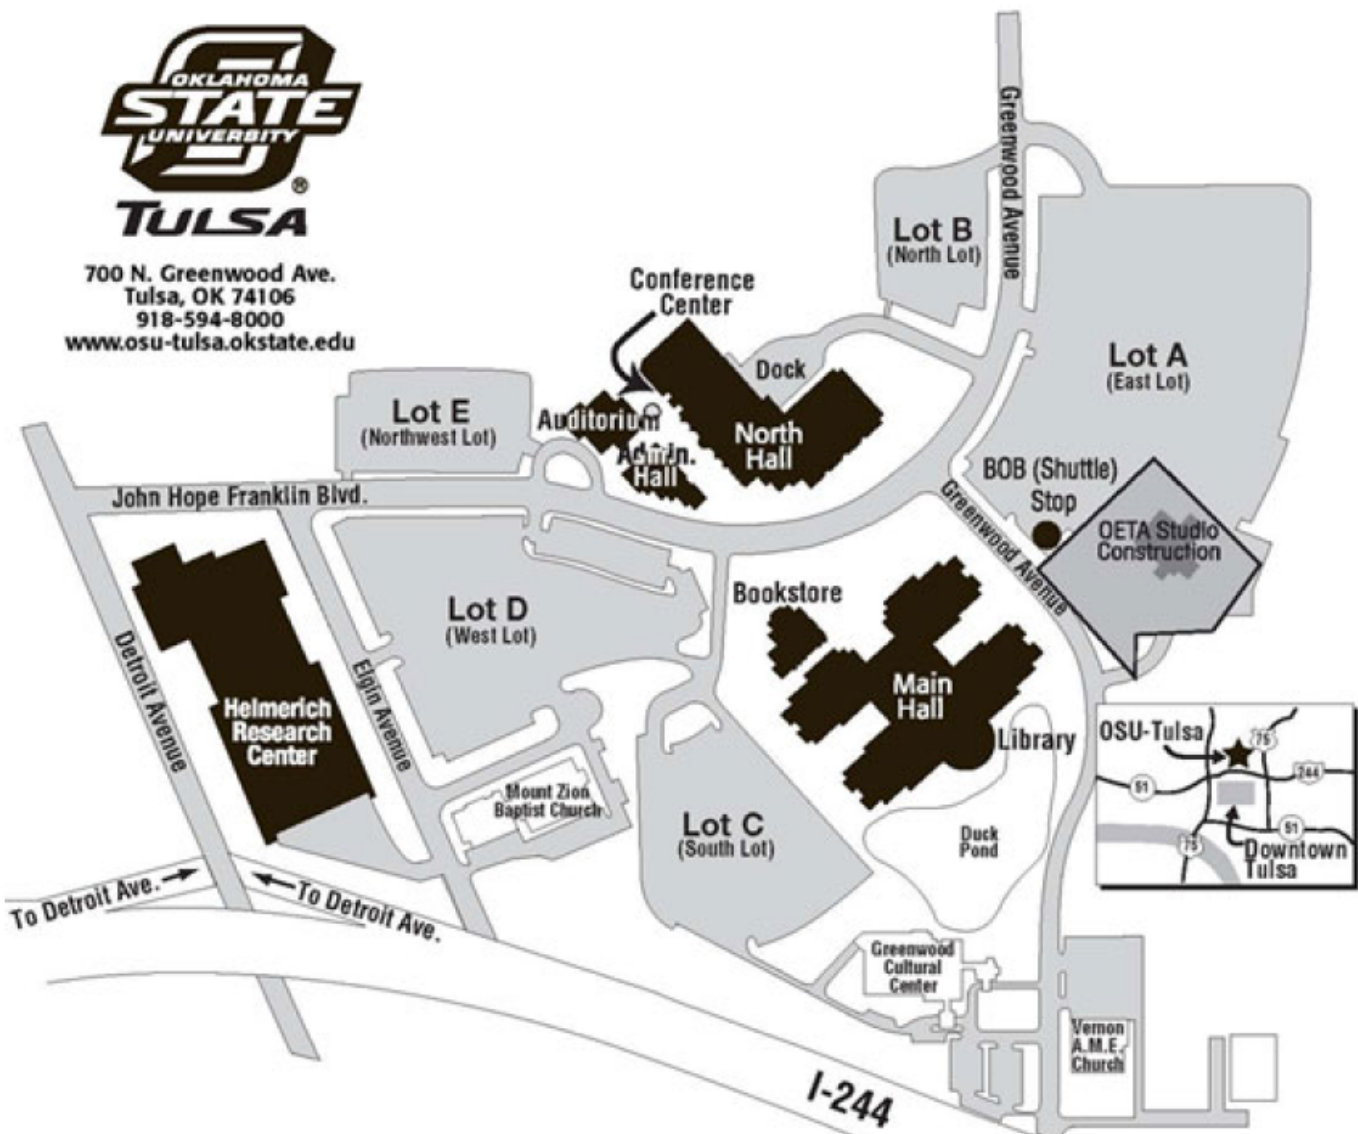 OKLAHOMA
STATE
UNIVERSITY
®
TULSA
700 N. Greenwood Ave.
Tulsa, OK 74106
918-594-8000
www.osu-tulsa.okstate.edu
Greenwood Avenue
Lot B
(North Lot)
Conference
Center
Lot A
(East Lot)
Dock
Lot E
(Northwest Lot)
Auditorium
North
Hall
Admin.
Hall
BOB (Shuttle)
Stop
John Hope Franklin Blvd.
Greenwood Avenue
OETA Studio
Construction
Bookstore
Lot D
(West Lot)
Detroit Avenue
Elgin Avenue
Main
Hall
Helmerich
Research
Center
Library
OSU-Tulsa
75
51
244
51
75
Downtown
Tulsa
Mount Zion
Baptist Church
Lot C
(South Lot)
Duck
Pond
To Detroit Ave.
To Detroit Ave.
Greenwood
Cultural
Center
Vernon
A.M.E.
Church
I-244